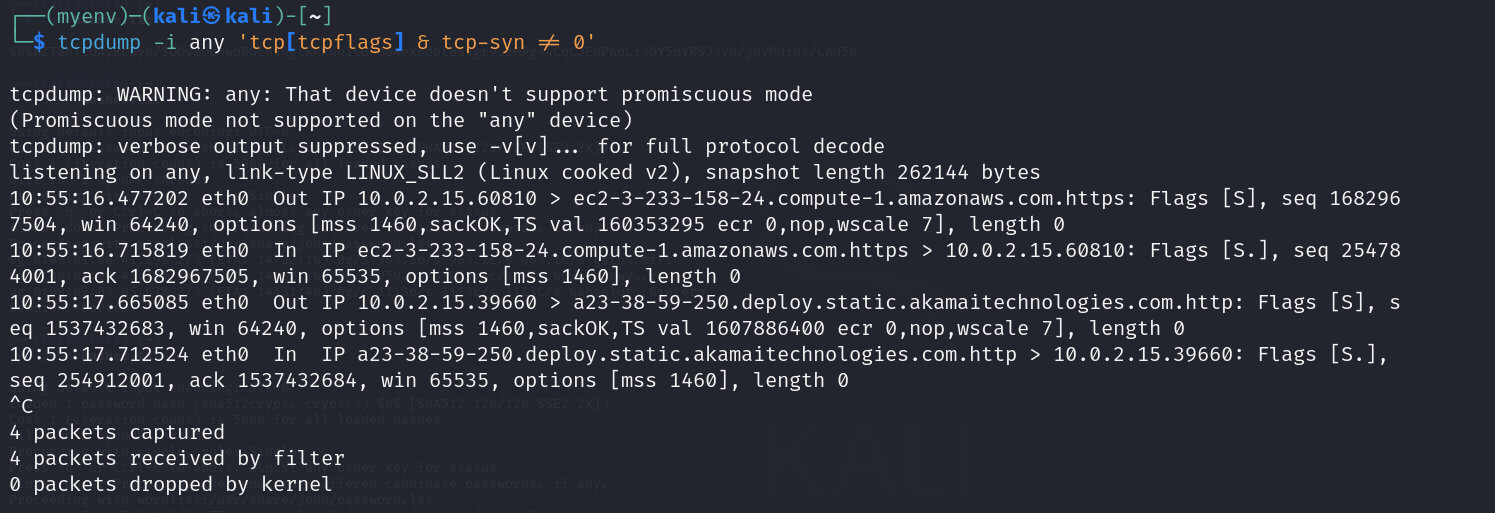 ┌──(myenv)─(kali㉿kali)-[~]
└─$ tcpdump -i any 'tcp[tcpflags] & tcp-syn != 0'
tcpdump: WARNING: any: That device doesn't support promiscuous mode
(Promiscuous mode not supported on the "any" device)
tcpdump: verbose output suppressed, use -v[v]... for full protocol decode
listening on any, link-type LINUX_SLL2 (Linux cooked v2), snapshot length 262144 bytes
10:55:16.477202 eth0  Out IP 10.0.2.15.60810 > ec2-3-233-158-24.compute-1.amazonaws.com.https: Flags [S], seq 168296
7504, win 64240, options [mss 1460,sackOK,TS val 160353295 ecr 0,nop,wscale 7], length 0
10:55:16.715819 eth0  In  IP ec2-3-233-158-24.compute-1.amazonaws.com.https > 10.0.2.15.60810: Flags [S.], seq 25478
4001, ack 1682967505, win 65535, options [mss 1460], length 0
10:55:17.665085 eth0  Out IP 10.0.2.15.39660 > a23-38-59-250.deploy.static.akamaitechnologies.com.http: Flags [S], s
eq 1537432683, win 64240, options [mss 1460,sackOK,TS val 1607886400 ecr 0,nop,wscale 7], length 0
10:55:17.712524 eth0  In  IP a23-38-59-250.deploy.static.akamaitechnologies.com.http > 10.0.2.15.39660: Flags [S.],
seq 254912001, ack 1537432684, win 65535, options [mss 1460], length 0
^C
4 packets captured
4 packets received by filter
0 packets dropped by kernel